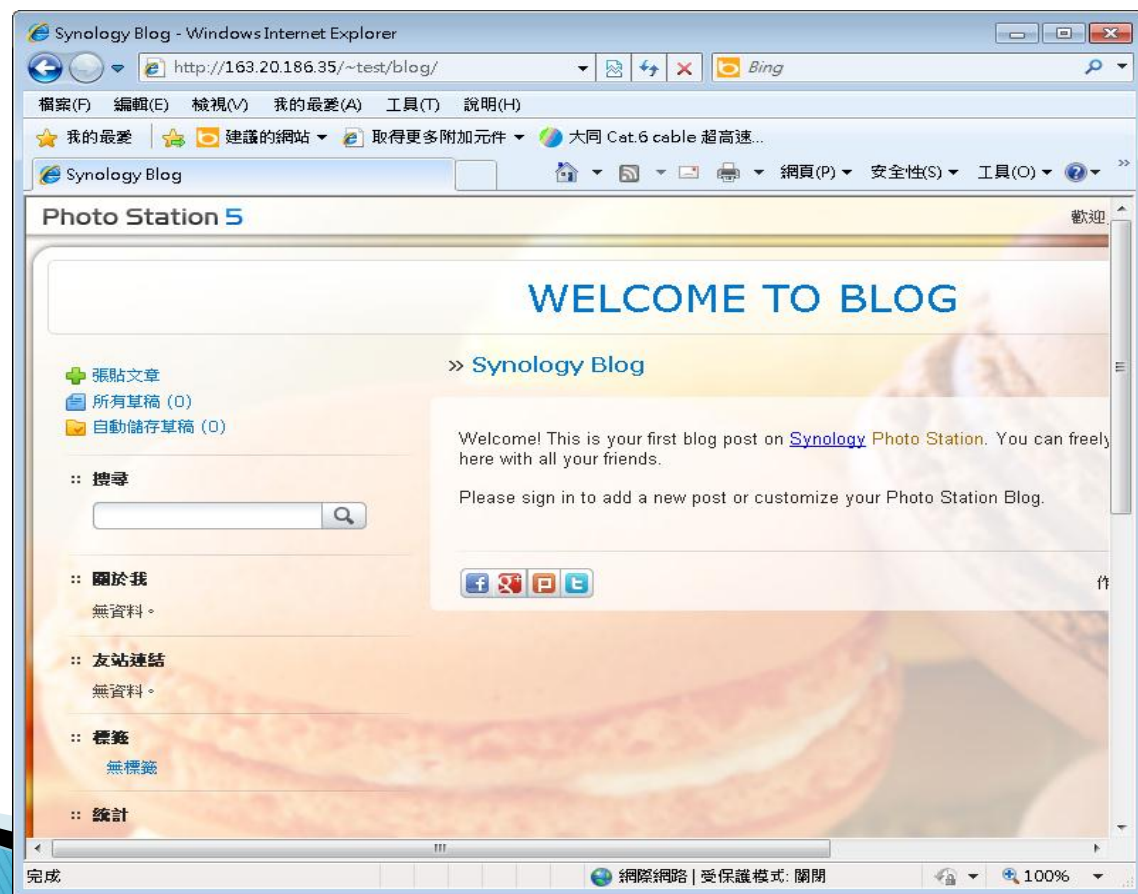 Synology Blog - Windows Internet Explorer
http://163.20.186.35/~test/blog/
Bing
檔案(F) 編輯(E) 檢視(V) 我的最愛(A) 工具(T) 說明(H)
我的最愛 建議的網站 取得更多附加元件 大同 Cat.6 cable 超高速...
Synology Blog
網頁(P) 安全性(S) 工具(O)
Photo Station 5
歡迎
WELCOME TO BLOG
張貼文章
所有草稿 (0)
自動儲存草稿 (0)
:: 搜尋
:: 關於我
無資料。
:: 友站連結
無資料。
:: 標籤
無標籤
:: 統計
» Synology Blog
Welcome! This is your first blog post on Synology Photo Station. You can freely
here with all your friends.
Please sign in to add a new post or customize your Photo Station Blog.
作
完成
網際網路 | 受保護模式: 關閉
100%